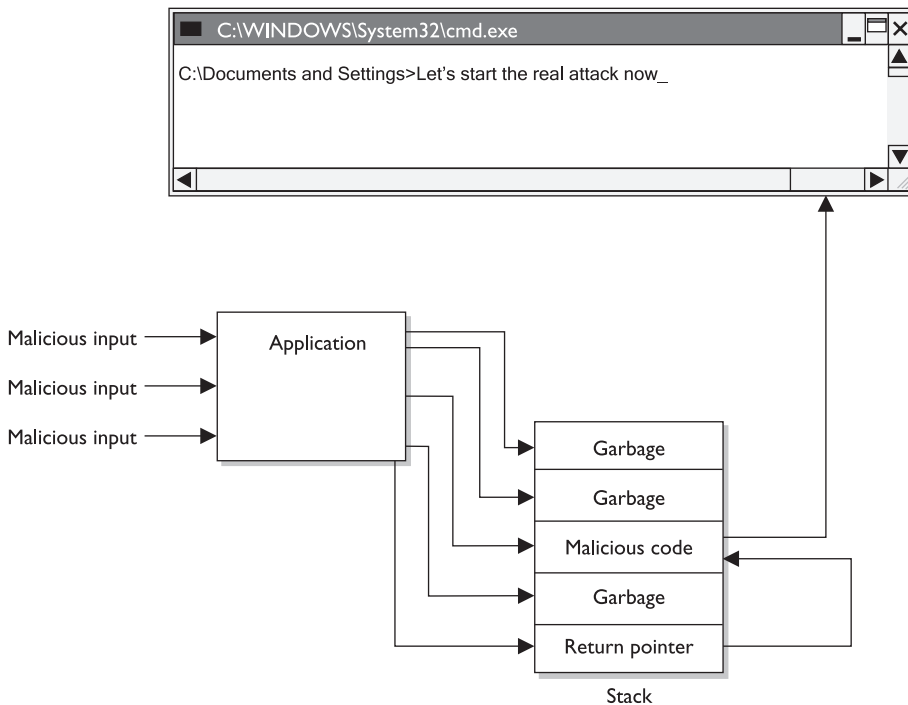 C:\WINDOWS\System32\cmd.exe
C:\Documents and Settings>Let's start the real attack now_
Malicious input
Malicious input
Malicious input
Application
Garbage
Garbage
Malicious code
Garbage
Return pointer
Stack